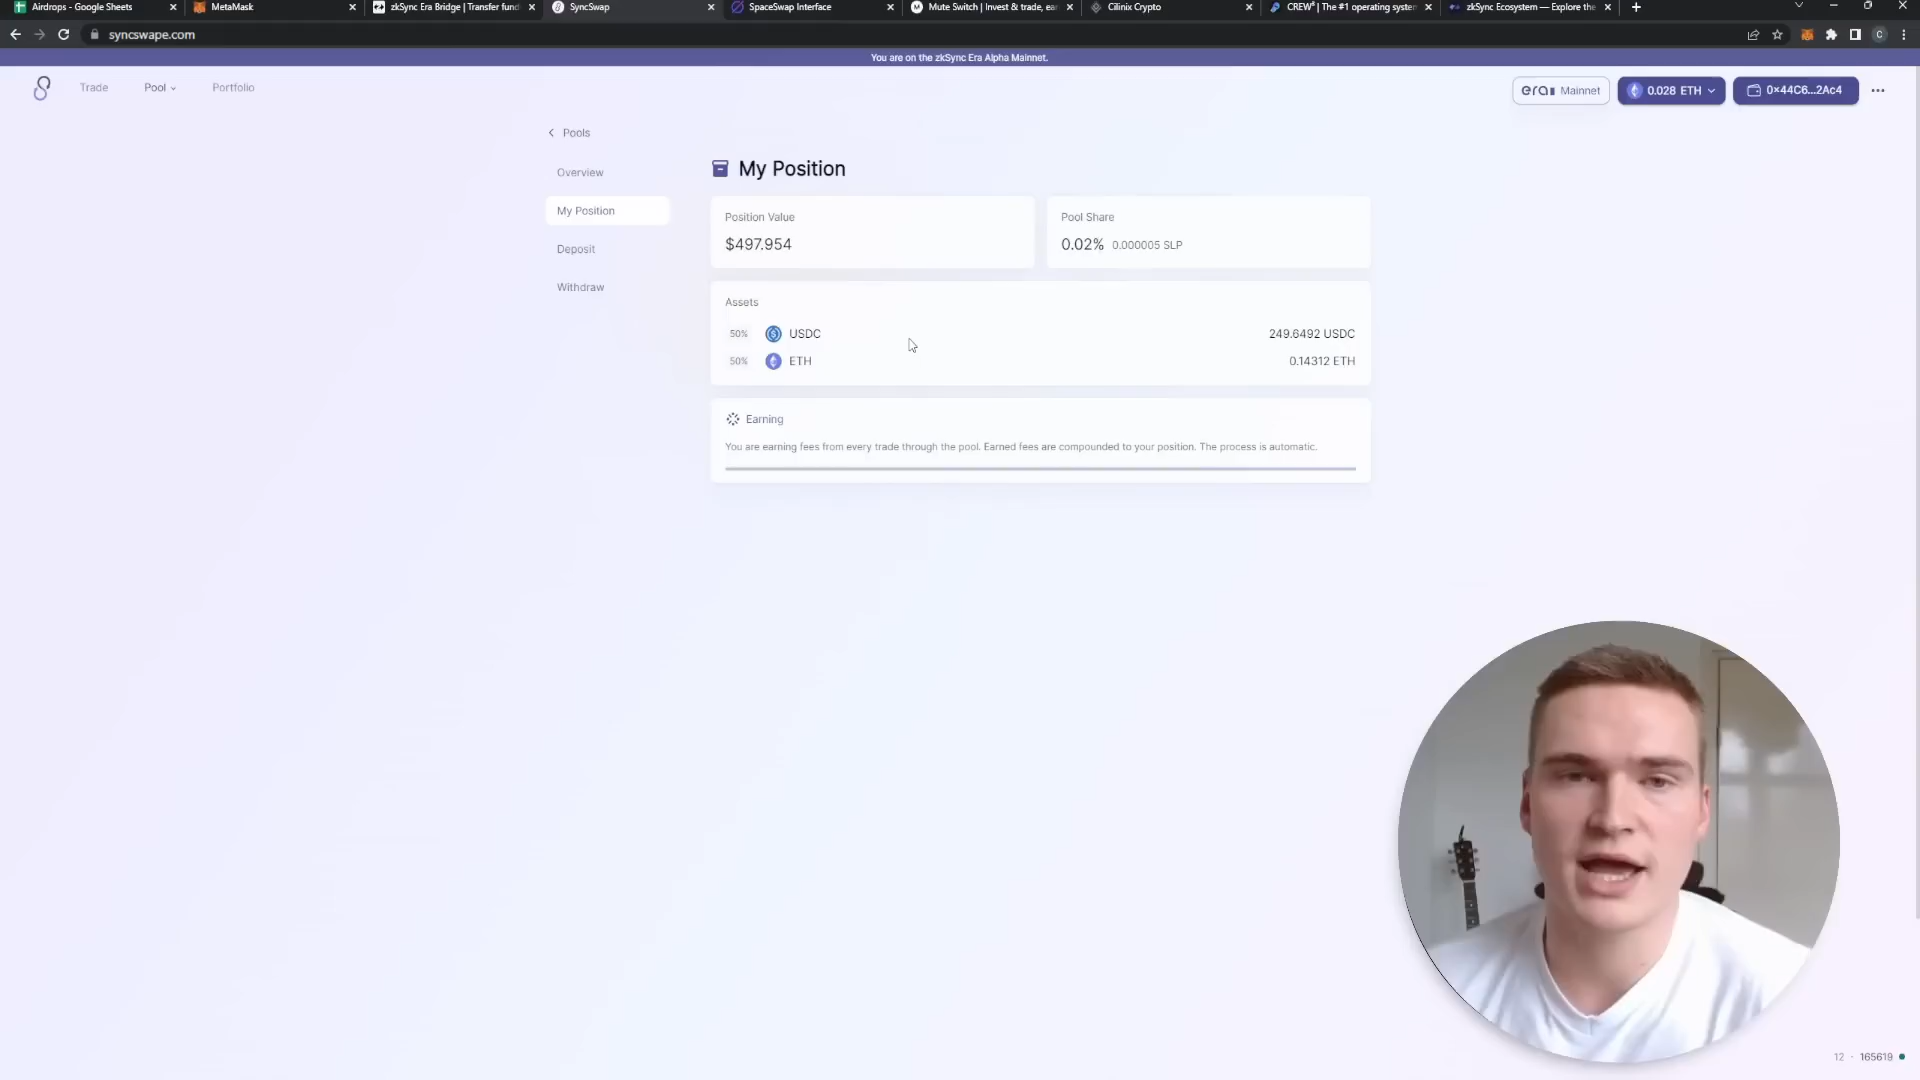 Airdrops - Google Sheets
MetaMask
zkSync Era Bridge | Transfer fund
SyncSwap
SpaceSwap Interface
Mute Switch | Invest & trade, ear
Cilinix Crypto
CREW³ | The #1 operating system
zkSync Ecosystem — Explore the
syncswape.com
C
You are on the zkSync Era Alpha Mainnet.
Trade
Pool
Portfolio
era Mainnet
0.028 ETH
0×44C6...2Ac4
Pools
Overview
My Position
Deposit
Withdraw
My Position
Position Value
$497.954
Pool Share
0.02% 0.000005 SLP
Assets
50% USDC 249.6492 USDC
50% ETH 0.14312 ETH
Earning
You are earning fees from every trade through the pool. Earned fees are compounded to your position. The process is automatic.
12 · 165619